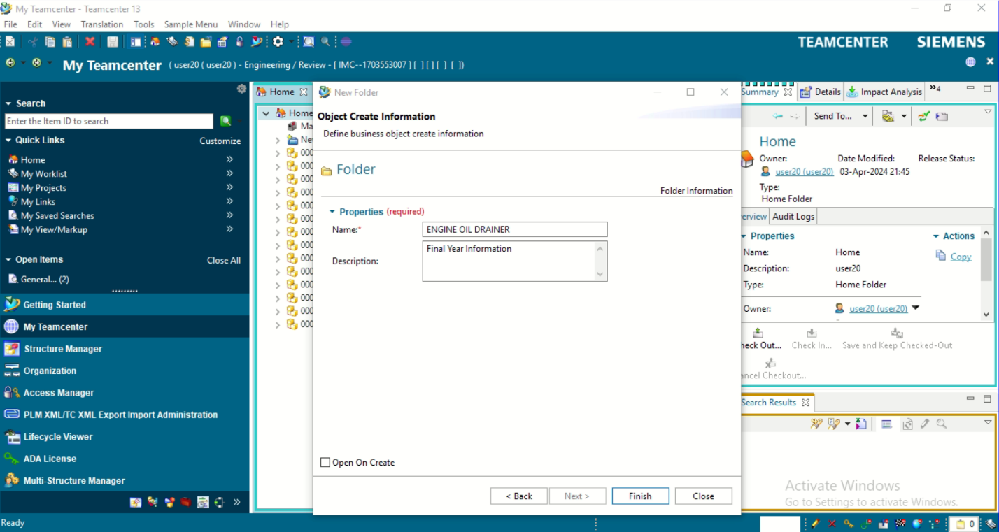 My Teamcenter - Teamcenter 13
File Edit View Translation Tools Sample Menu Window Help
TEAMCENTER SIEMENS
My Teamcenter ( user20 ( user20 ) - Engineering / Review - [ IMC--1703553007 ] [ ] [ ] [ ] [ ])
Search
Enter the Item ID to search
Quick Links Customize
Home
My Worklist
My Projects
My Links
My Saved Searches
My View/Markup
Open Items Close All
General... (2)
Getting Started
My Teamcenter
Structure Manager
Organization
Access Manager
PLM XML/TC XML Export Import Administration
Lifecycle Viewer
ADA License
Multi-Structure Manager
Ready
Home
Home
Ma
Ne
000
000
000
000
000
000
000
000
000
000
000
000
000
000
New Folder
Object Create Information
Define business object create information
Folder
Folder Information
Properties (required)
Name:* ENGINE OIL DRAINER
Description: Final Year Information
Open On Create
< Back Next > Finish Close
Summary Details Impact Analysis »4
Send To...
Home
Owner: Date Modified: Release Status:
user20 (user20) 03-Apr-2024 21:45
Type:
Home Folder
erview Audit Logs
Properties Actions
Name: Home Copy
Description: user20
Type: Home Folder
Owner: user20 (user20)
heck Out... Check In... Save and Keep Checked-Out
ancel Checkout...
Search Results
Activate Windows
Go to Settings to activate Windows.
0